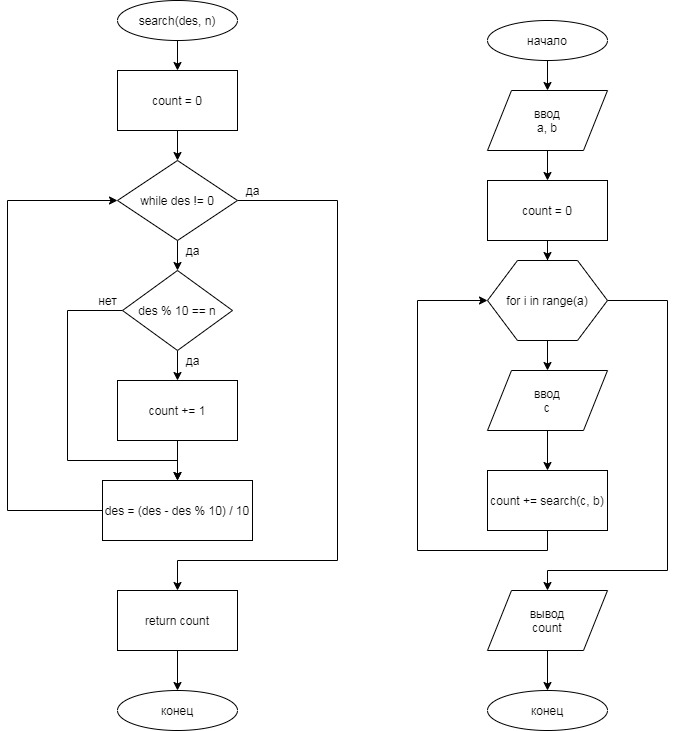 search(des, n)
count = 0
while des != 0
да
да
des % 10 == n
нет
да
count += 1
des = (des - des % 10) / 10
return count
конец
начало
ввод
a, b
count = 0
for i in range(a)
ввод
c
count += search(c, b)
вывод
count
конец